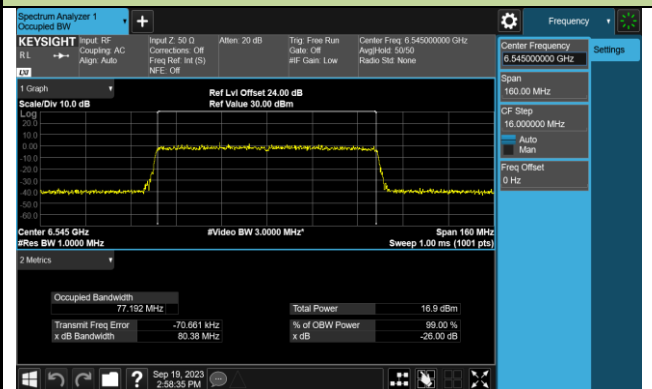 Spectrum Analyzer 1
Occupied BW
Frequency
KEYSIGHT
RL
LXI
Input: RF
Coupling: AC
Align: Auto
Input Z: 50 Ω
Corrections: Off
Freq Ref: Int (S)
NFE: Off
Atten: 20 dB
Trig: Free Run
Gate: Off
#IF Gain: Low
Center Freq: 6.545000000 GHz
Avg|Hold: 50/50
Radio Std: None
Center Frequency
6.545000000 GHz
Settings
Span
160.00 MHz
CF Step
16.000000 MHz
Auto
Man
Freq Offset
0 Hz
1 Graph
Scale/Div 10.0 dB
Ref Lvl Offset 24.00 dB
Ref Value 30.00 dBm
Log
20.0
10.0
0.00
-10.0
-20.0
-30.0
-40.0
-50.0
-60.0
Center 6.545 GHz
#Res BW 1.0000 MHz
#Video BW 3.0000 MHz*
Span 160 MHz
Sweep 1.00 ms (1001 pts)
2 Metrics
Occupied Bandwidth
77.192 MHz
Total Power 16.9 dBm
Transmit Freq Error -70.661 kHz
% of OBW Power 99.00 %
x dB Bandwidth 80.38 MHz
x dB -26.00 dB
?
Sep 19, 2023
2:58:35 PM